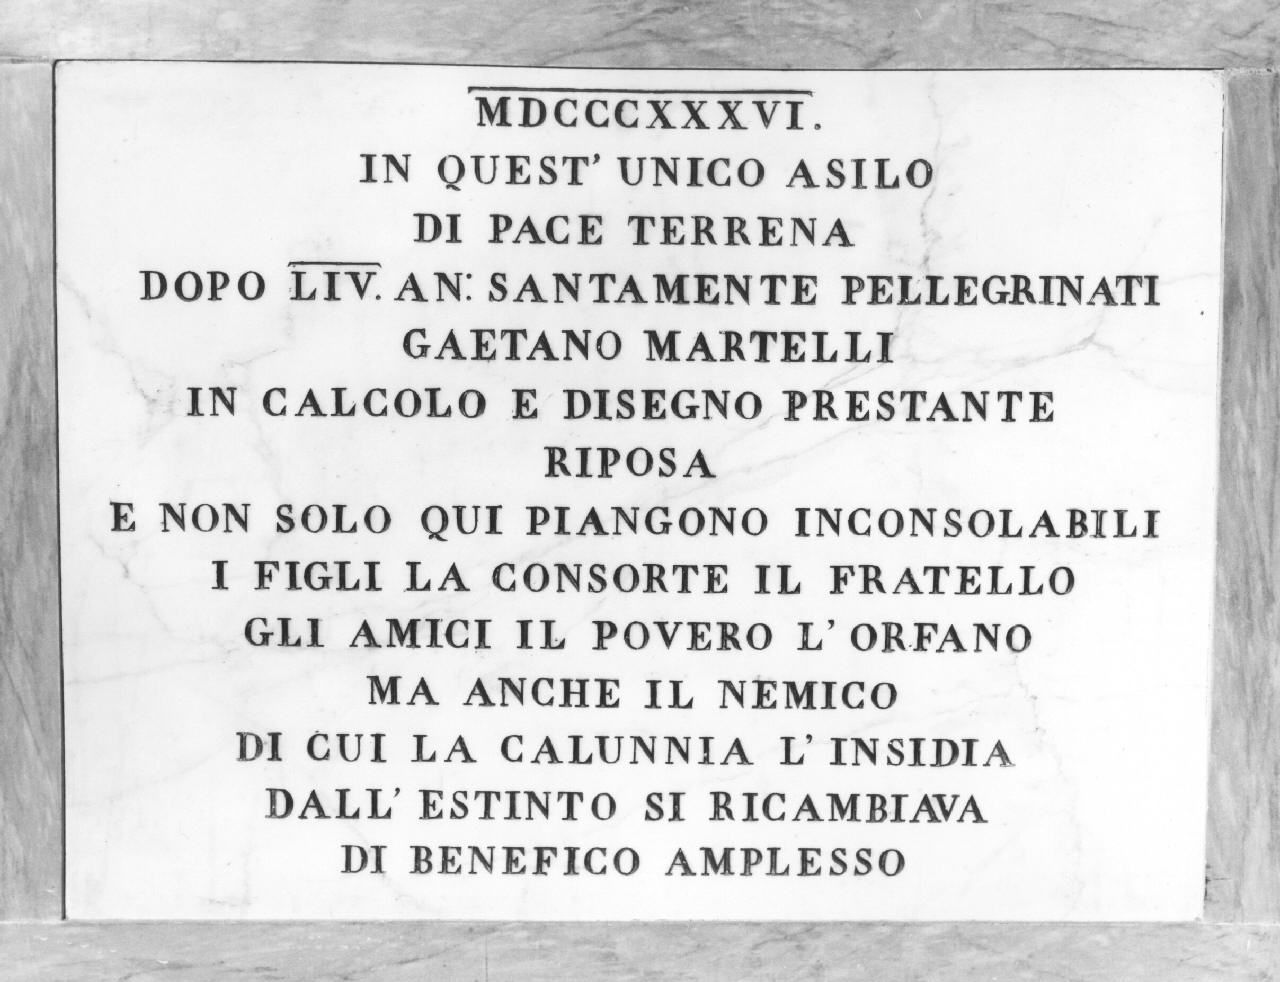 MDCCCXXXVI.
IN QUEST' UNICO ASILO
DI PACE TERRENA
DOPO LIV. AN: SANTAMENTE PELLEGRINATI
GAETANO MARTELLI
IN CALCOLO E DISEGNO PRESTANTE
RIPOSA
E NON SOLO QUI PIANGONO INCONSOLABILI
I FIGLI LA CONSORTE IL FRATELLO
GLI AMICI IL POVERO L' ORFANO
MA ANCHE IL NEMICO
DI CUI LA CALUNNIA L' INSIDIA
DALL' ESTINTO SI RICAMBIAVA
DI BENEFICO AMPLESSO